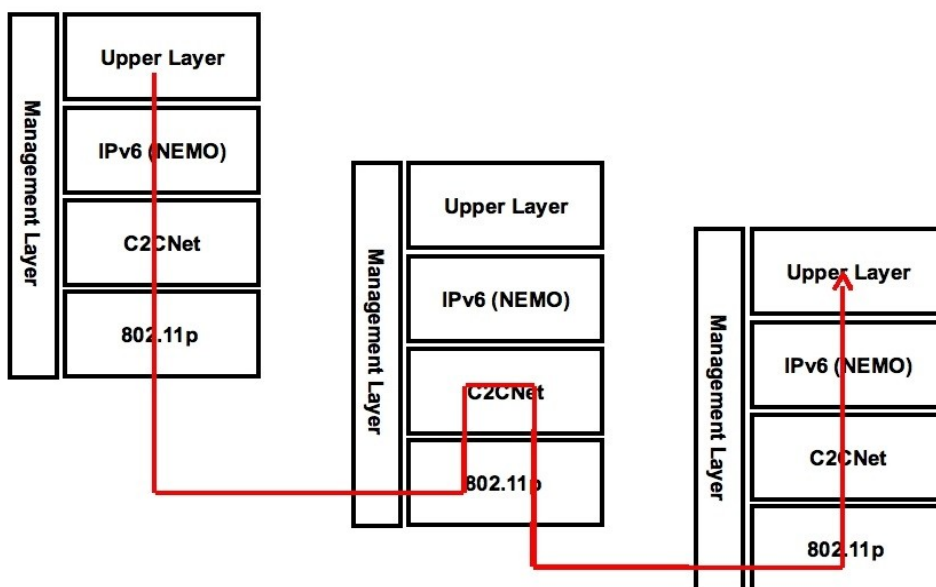 Management Layer
Upper Layer
IPv6 (NEMO)
C2CNet
802.11p
Management Layer
Upper Layer
IPv6 (NEMO)
C2CNet
802.11p
Management Layer
Upper Layer
IPv6 (NEMO)
C2CNet
802.11p